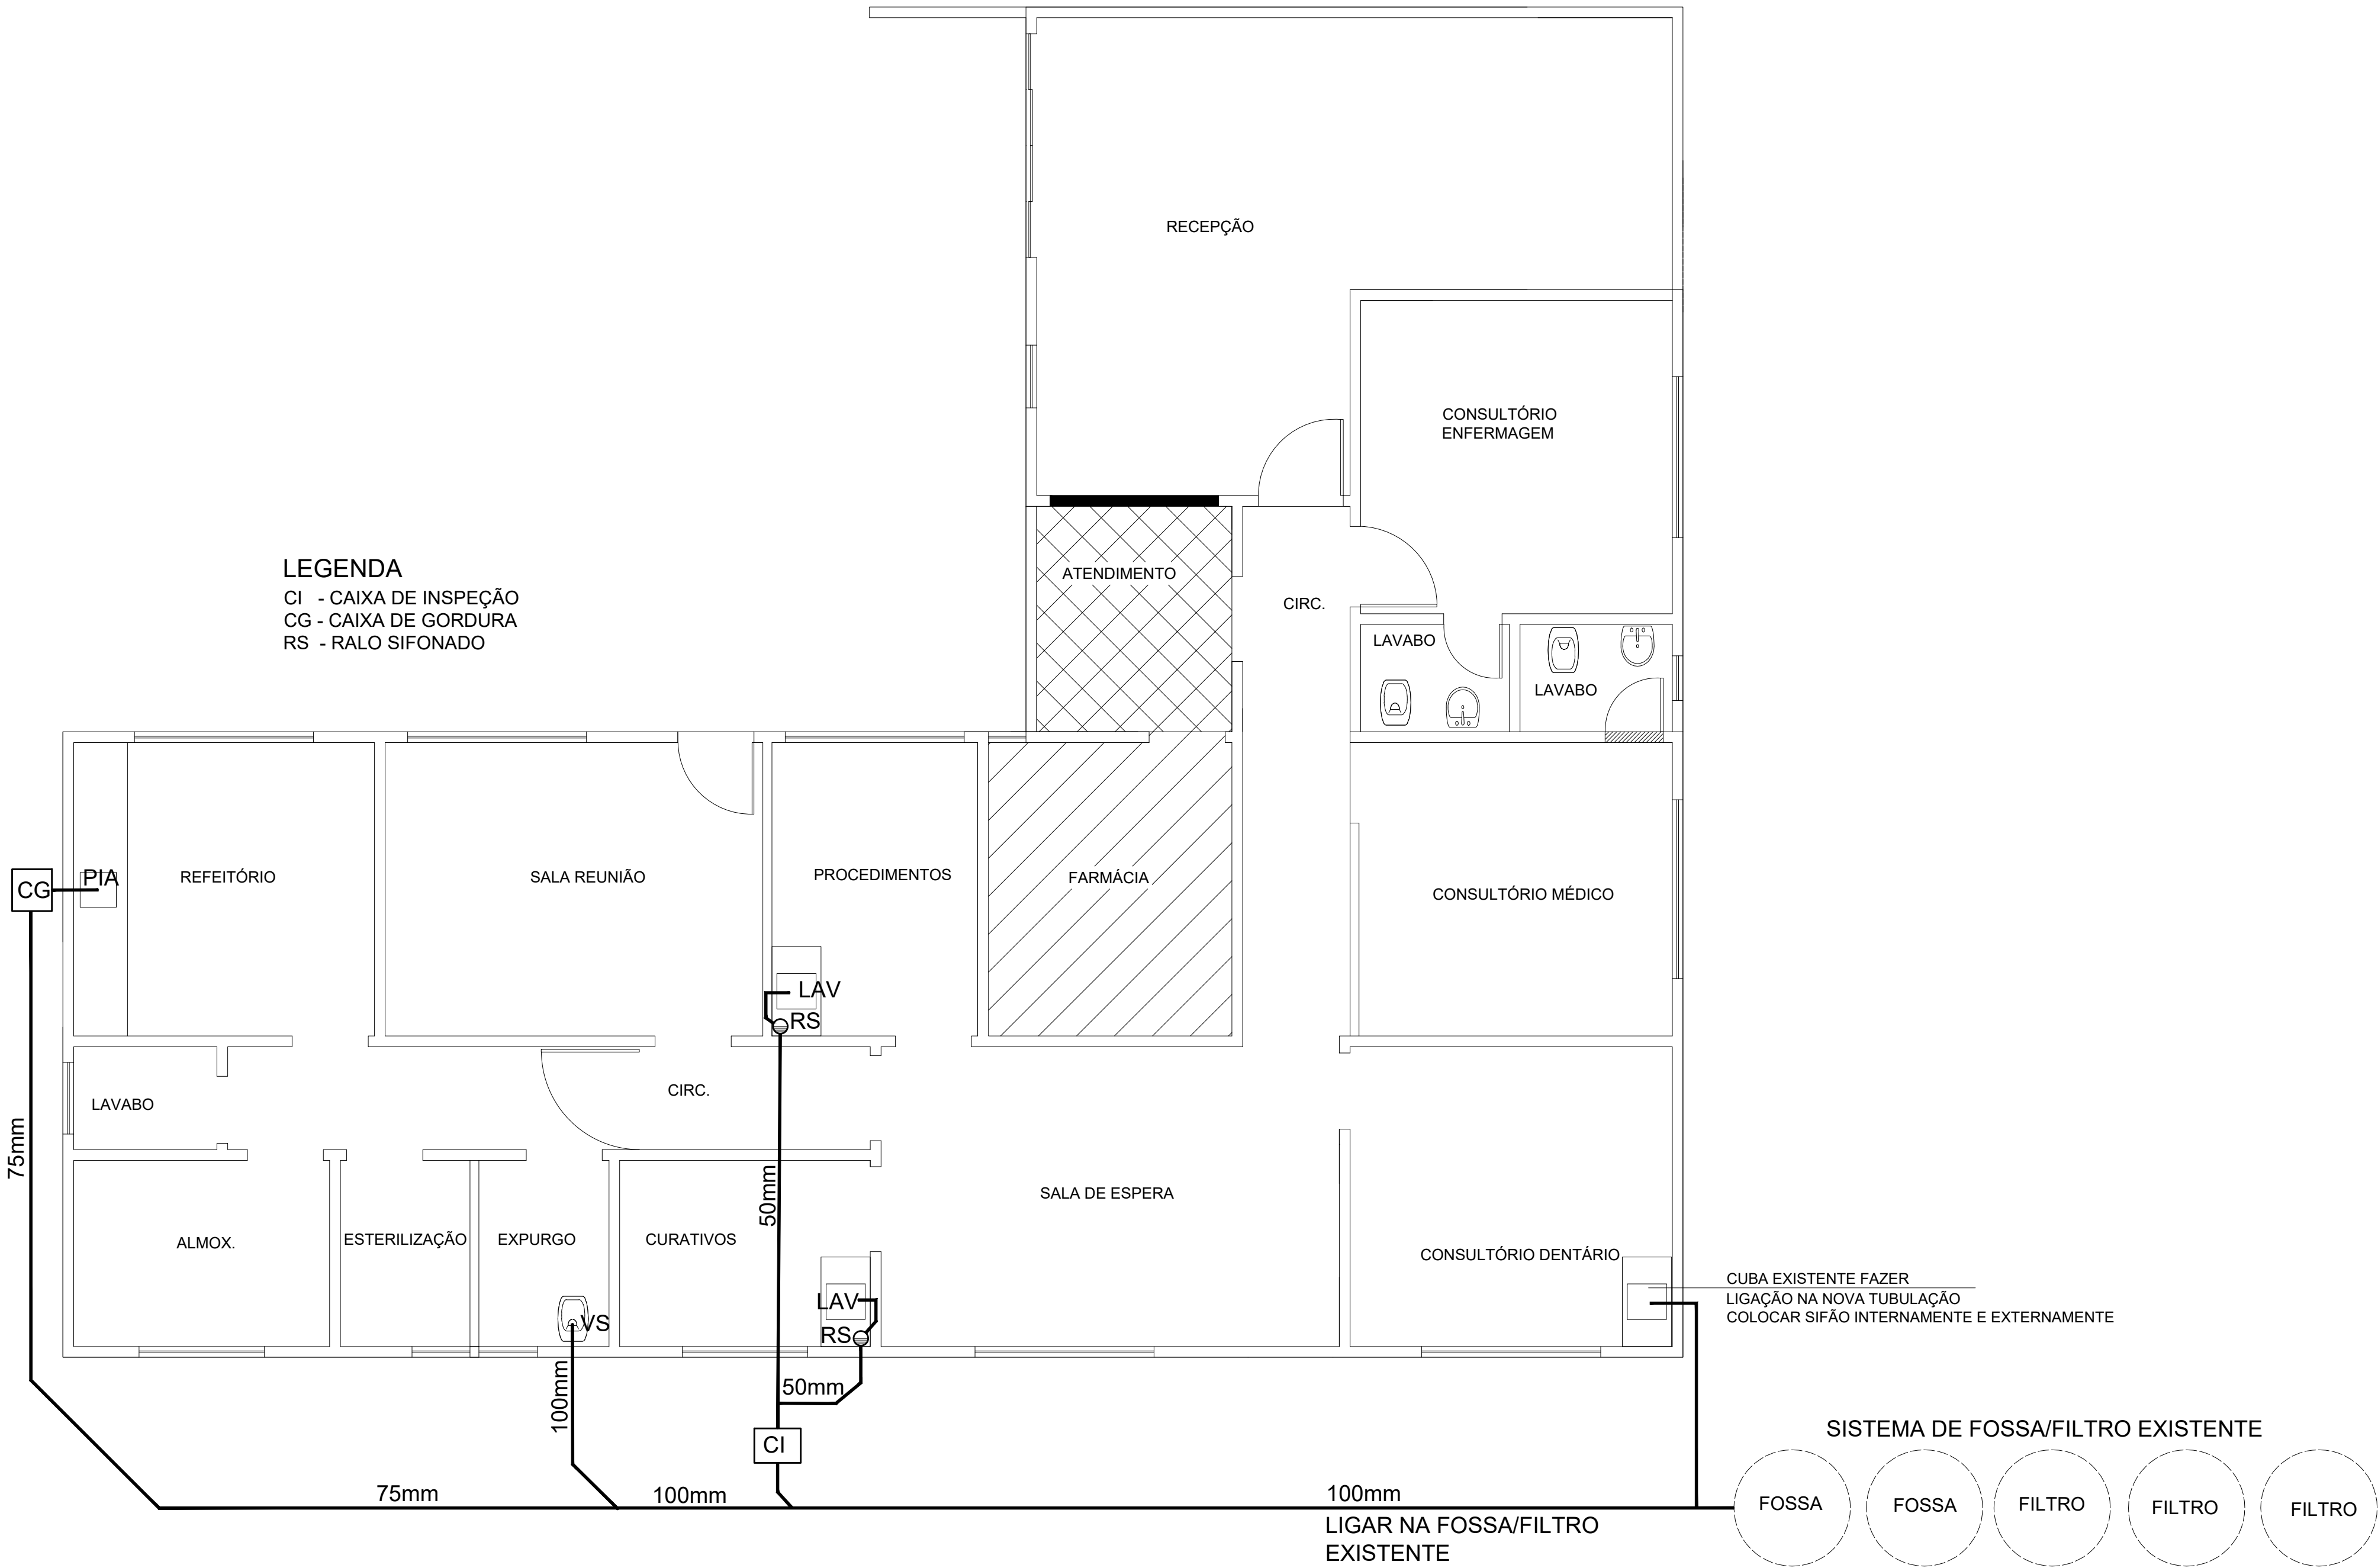 RECEPÇÃO
CONSULTÓRIO
ENFERMAGEM
LEGENDA
CI - CAIXA DE INSPEÇÃO
CG - CAIXA DE GORDURA
RS - RALO SIFONADO
ATENDIMENTO
CIRC.
LAVABO
LAVABO
CG
PIA
REFEITÓRIO
SALA REUNIÃO
PROCEDIMENTOS
FARMÁCIA
CONSULTÓRIO MÉDICO
LAV
RS
LAVABO
CIRC.
75mm
50mm
SALA DE ESPERA
ALMOX.
ESTERILIZAÇÃO
EXPURGO
CURATIVOS
CONSULTÓRIO DENTÁRIO
CUBA EXISTENTE FAZER
LIGAÇÃO NA NOVA TUBULAÇÃO
COLOCAR SIFÃO INTERNAMENTE E EXTERNAMENTE
LAV
VS
RS
100mm
50mm
CI
SISTEMA DE FOSSA/FILTRO EXISTENTE
75mm
100mm
100mm
FOSSA
FOSSA
FILTRO
FILTRO
FILTRO
LIGAR NA FOSSA/FILTRO
EXISTENTE